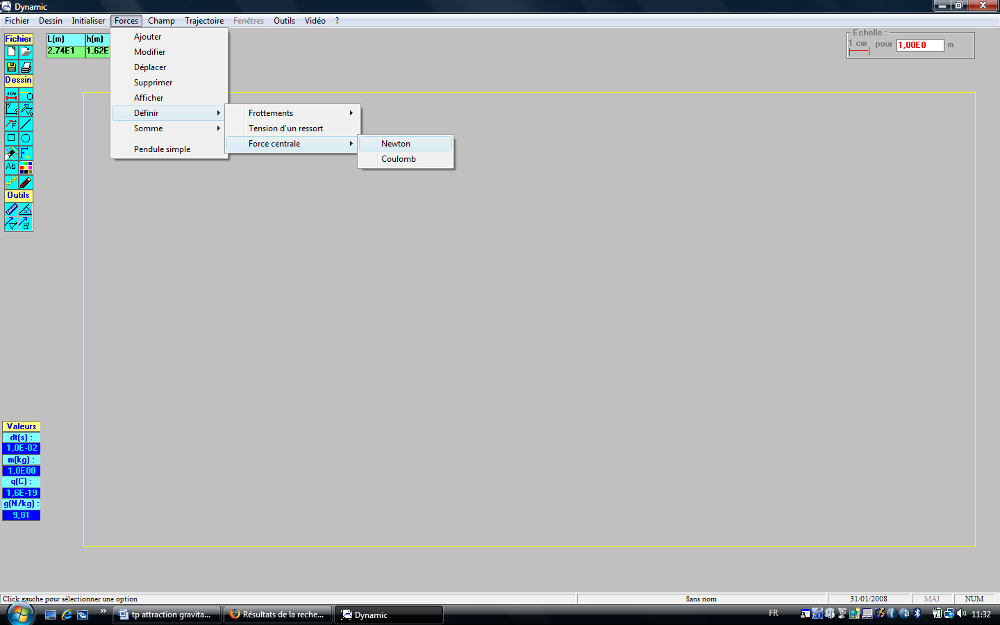 Dynamic
Fichier Dessin Initialiser Forces Champ Trajectoire Fenêtres Outils Vidéo ?
Fichier
L(m) h(m)
2,74E1 1,62E
Echelle :
1 cm pour 1,00E0 m
Ajouter
Modifier
Déplacer
Supprimer
Afficher
Définir
Somme
Pendule simple
Frottements
Tension d'un ressort
Force centrale
Newton
Coulomb
Dessin
Ab
Outils
Valeurs
dt(s) :
1,0E-02
m(kg) :
1,0E00
q(C) :
1,6E-19
g(N/kg) :
9,81
Click gauche pour sélectionner une option
Sans nom
31/01/2008
MAJ
NUM
tp attraction gravita...
Résultats de la reche...
Dynamic
FR
11:32